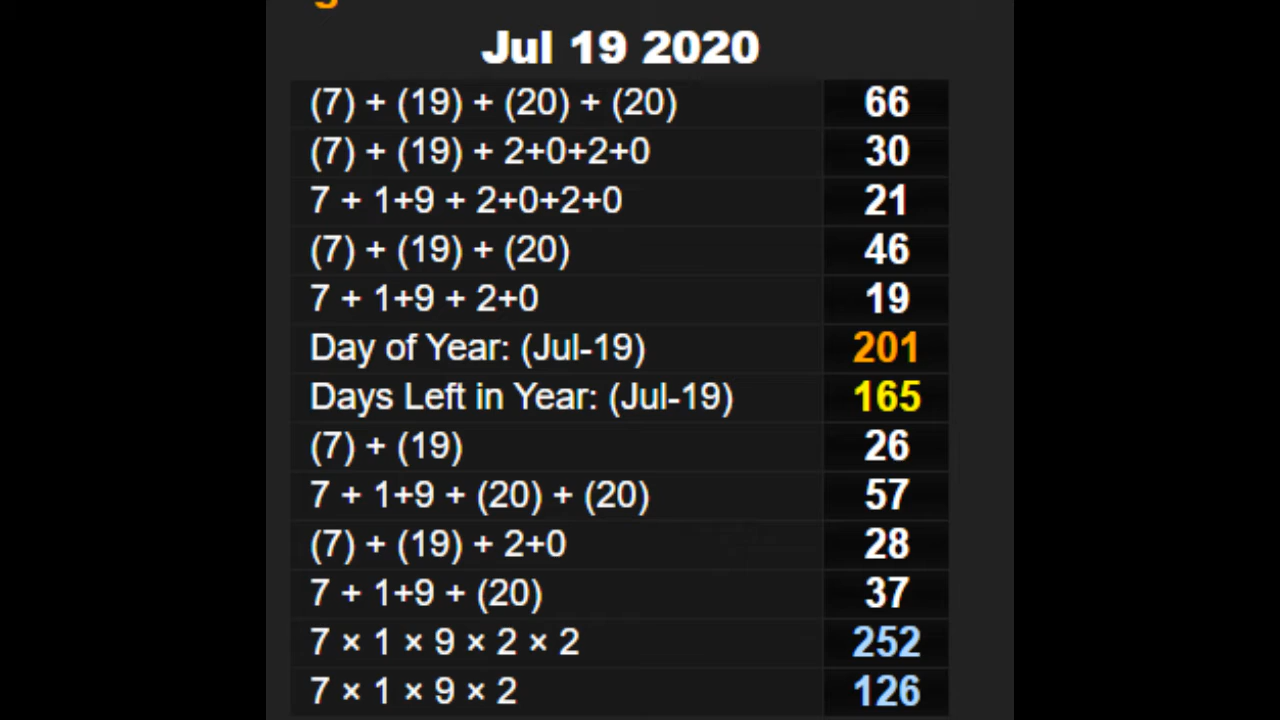 Jul 19 2020
(7) + (19) + (20) + (20) 66
(7) + (19) + 2+0+2+0 30
7 + 1+9 + 2+0+2+0 21
(7) + (19) + (20) 46
7 + 1+9 + 2+0 19
Day of Year: (Jul-19) 201
Days Left in Year: (Jul-19) 165
(7) + (19) 26
7 + 1+9 + (20) + (20) 57
(7) + (19) + 2+0 28
7 + 1+9 + (20) 37
7 × 1 × 9 × 2 × 2 252
7 × 1 × 9 × 2 126